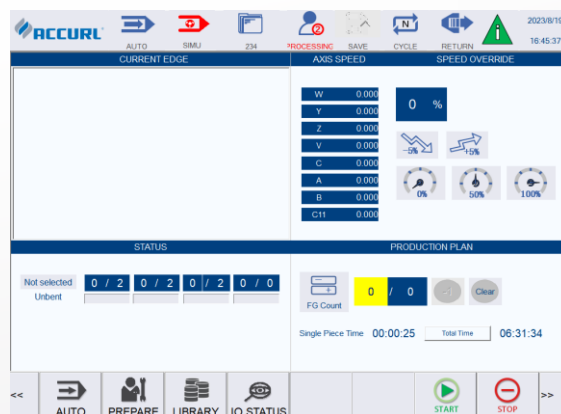 ACCURL
AUTO SIMU 234 PROCESSING SAVE CYCLE RETURN
2023/8/19
16:45:37
CURRENT EDGE
AXIS SPEED
SPEED OVERRIDE
W 0.000
Y 0.000
Z 0.000
V 0.000
C 0.000
A 0.000
B 0.000
C11 0.000
0 %
-5% +5%
0% 50% 100%
STATUS
Not selected 0 / 2 0 / 2 0 / 2 0 / 0
Unbent
PRODUCTION PLAN
FG Count 0 / 0 -1 Clear
Single Piece Time 00:00:25 Total Time 06:31:34
<< AUTO PREPARE LIBRARY IO STATUS START STOP >>